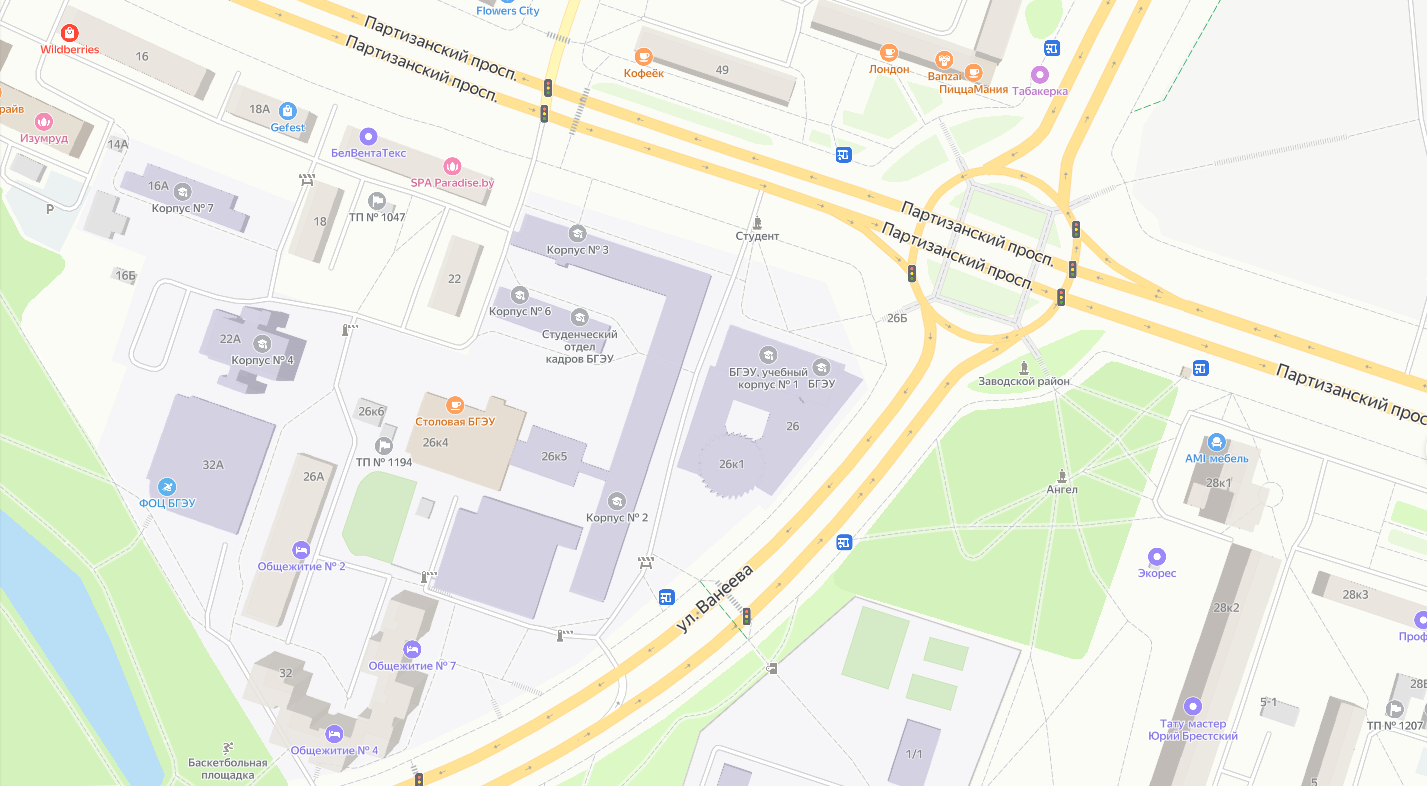 Flowers City
Партизанский просп.
Партизанский просп.
Wildberries
16
Кофеёк
49
Лондон
Banzai
ПиццаМания
Табакерка
райв
Изумруд
18А
Gefest
14А
БелВентаТекс
SPA Paradise.by
16А
Корпус № 7
P
18
ТП № 1047
Студент
Партизанский просп.
Партизанский просп.
Корпус № 3
16Б
22
Корпус № 6
Студенческий
отдел
кадров БГЭУ
22А
Корпус № 4
26Б
БГЭУ, учебный
корпус № 1
БГЭУ
Заводской район
Партизанский прос
26к6
Столовая БГЭУ
26к4
26
ТП № 1194
26к5
26к1
32А
26А
ФОЦ БГЭУ
AMI мебель
28к1
Ангел
Корпус № 2
Общежитие № 2
Экорес
ул. Ванеева
28к2
28к3
Проф
Общежитие № 7
32
28Б
5-1
Тату-мастер
Юрий Брестский
ТП № 1207
Общежитие № 4
Баскетбольная
площадка
1/1
5